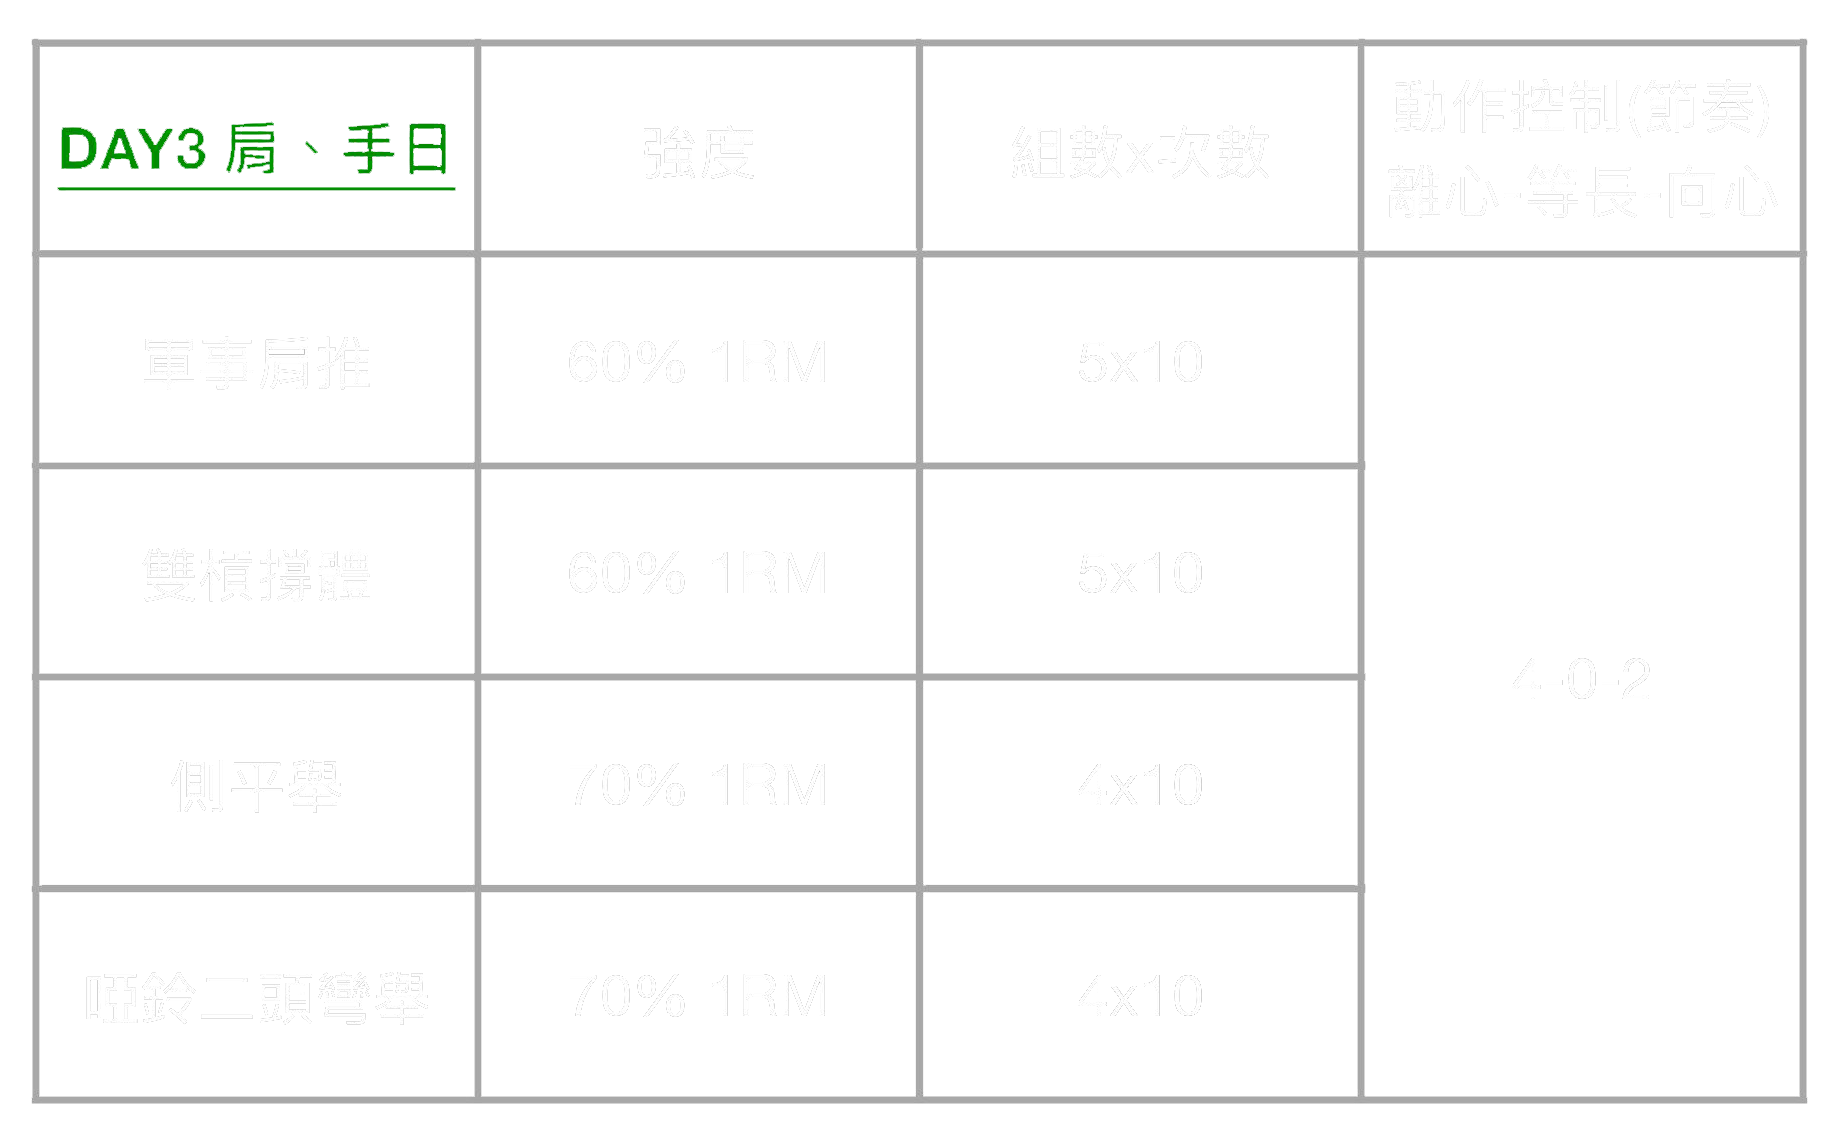 DAY3 肩、手日
強度
組數x次數
動作控制(節奏)
離心-等長-向心
軍事肩推
60% 1RM
5x10
雙槓撐體
60% 1RM
5x10
4-0-2
側平舉
70% 1RM
4x10
啞鈴二頭彎舉
70% 1RM
4x10